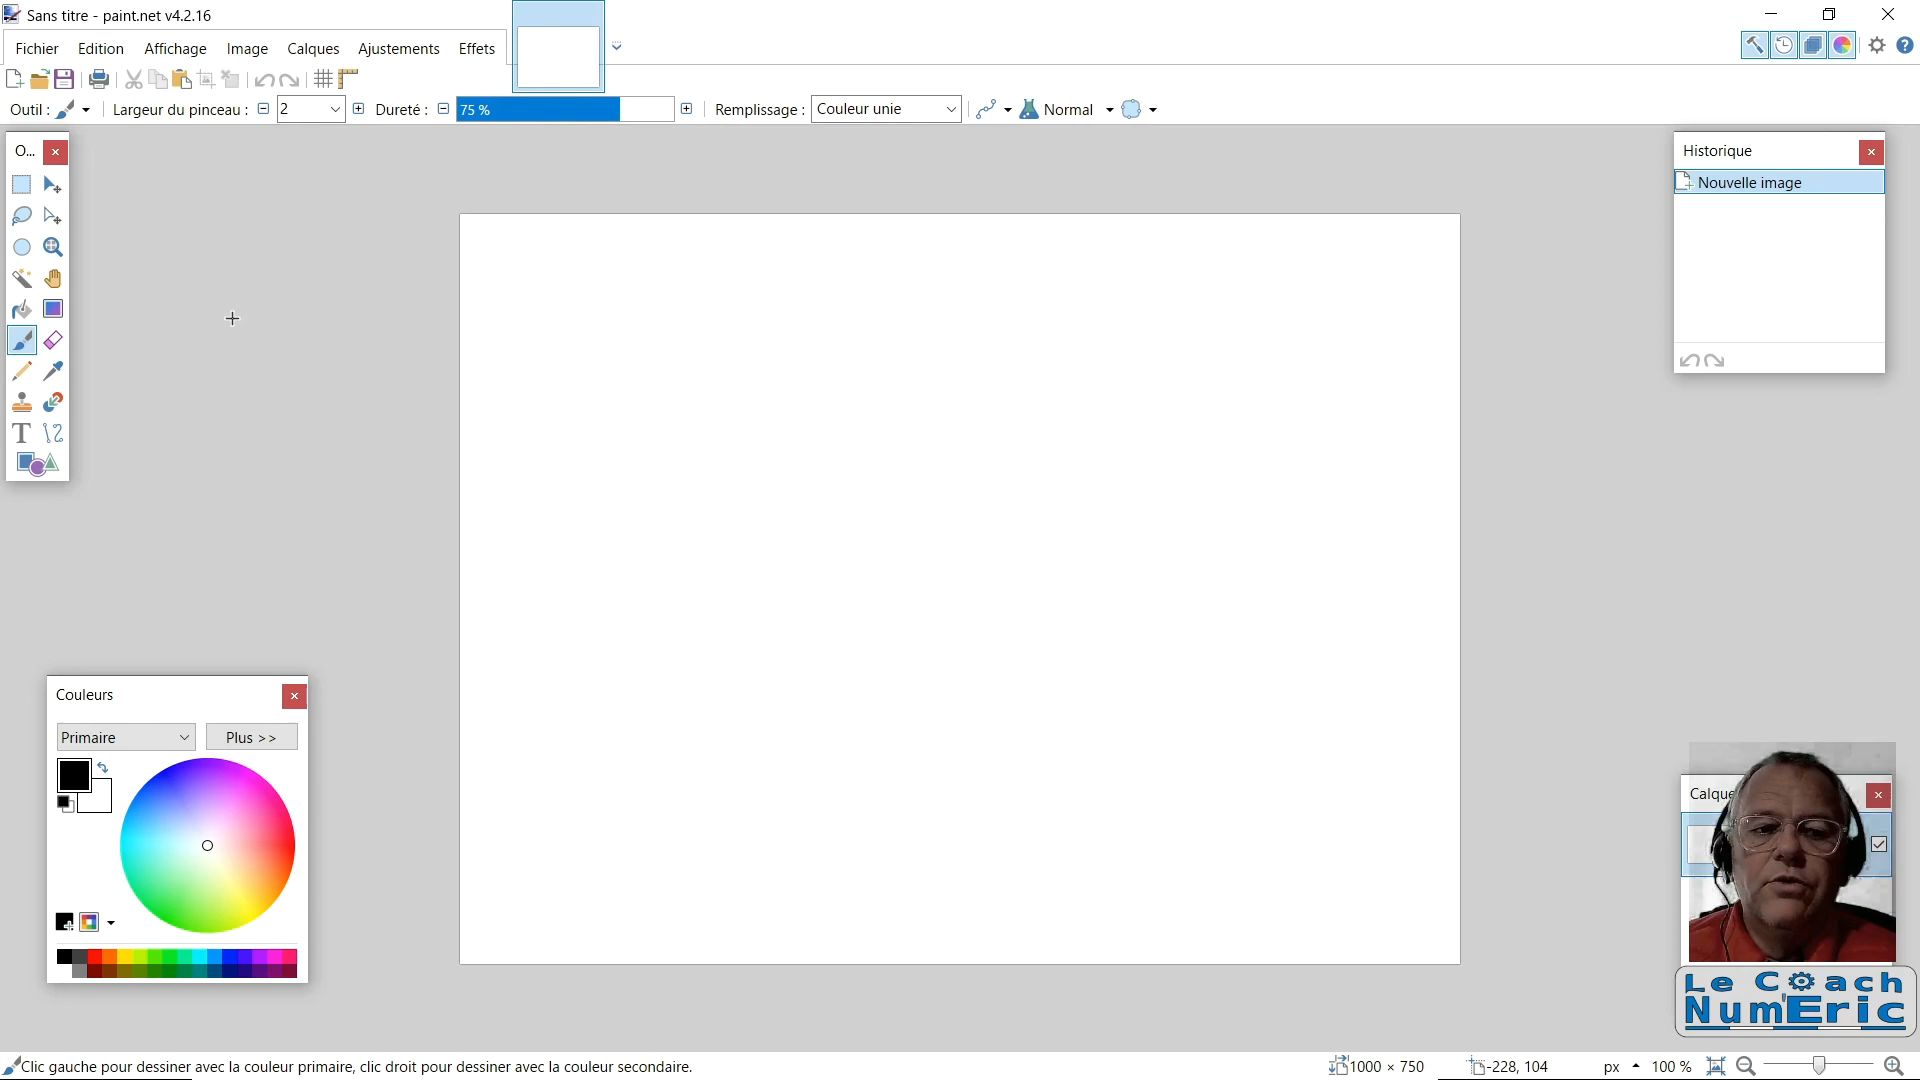 Sans titre - paint.net v4.2.16
Fichier Edition Affichage Image Calques Ajustements Effets
Outil : Largeur du pinceau : 2 Dureté : 75 % Remplissage : Couleur unie Normal
O...
Historique
Nouvelle image
Couleurs
Primaire Plus >>
Calque
Le Coach
Num'Eric
Clic gauche pour dessiner avec la couleur primaire, clic droit pour dessiner avec la couleur secondaire.
1000 × 750 -228, 104 px 100 %